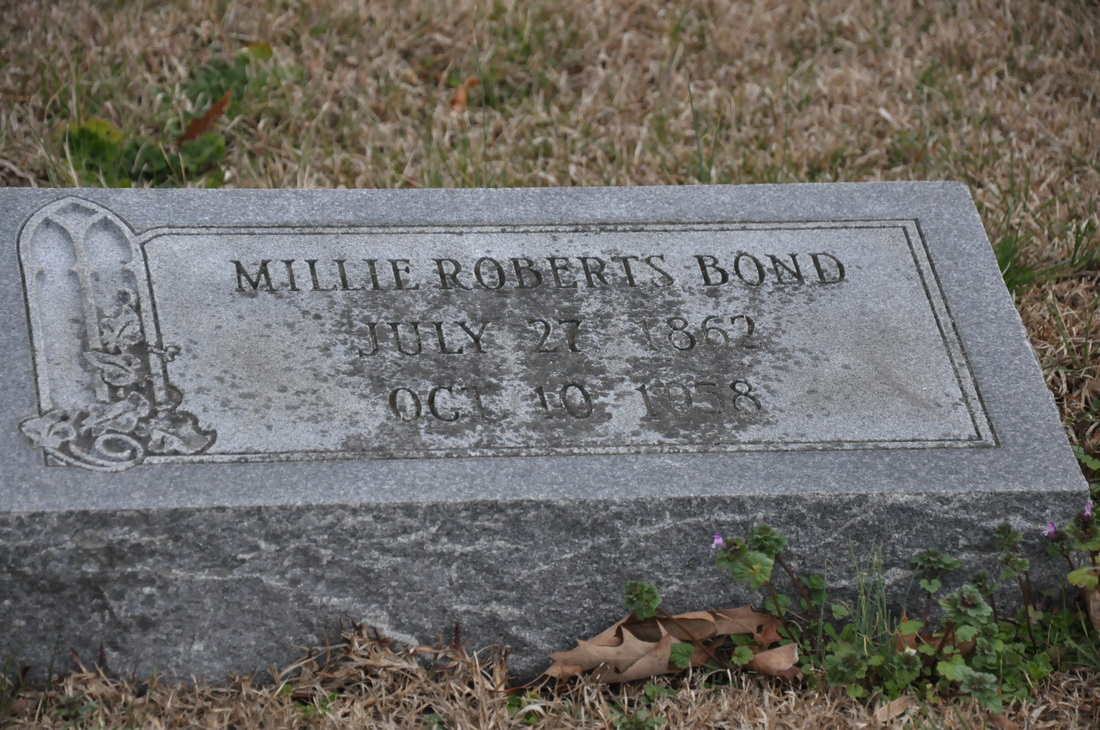 MILLIE ROBERTS BOND
JULY 27 1862
OCT 10 1958